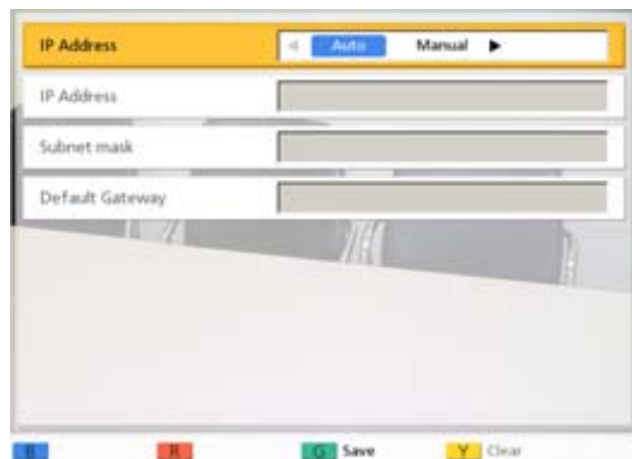 IP Address Auto Manual
IP Address
Subnet mask
Default Gateway
B R G Save Y Clear